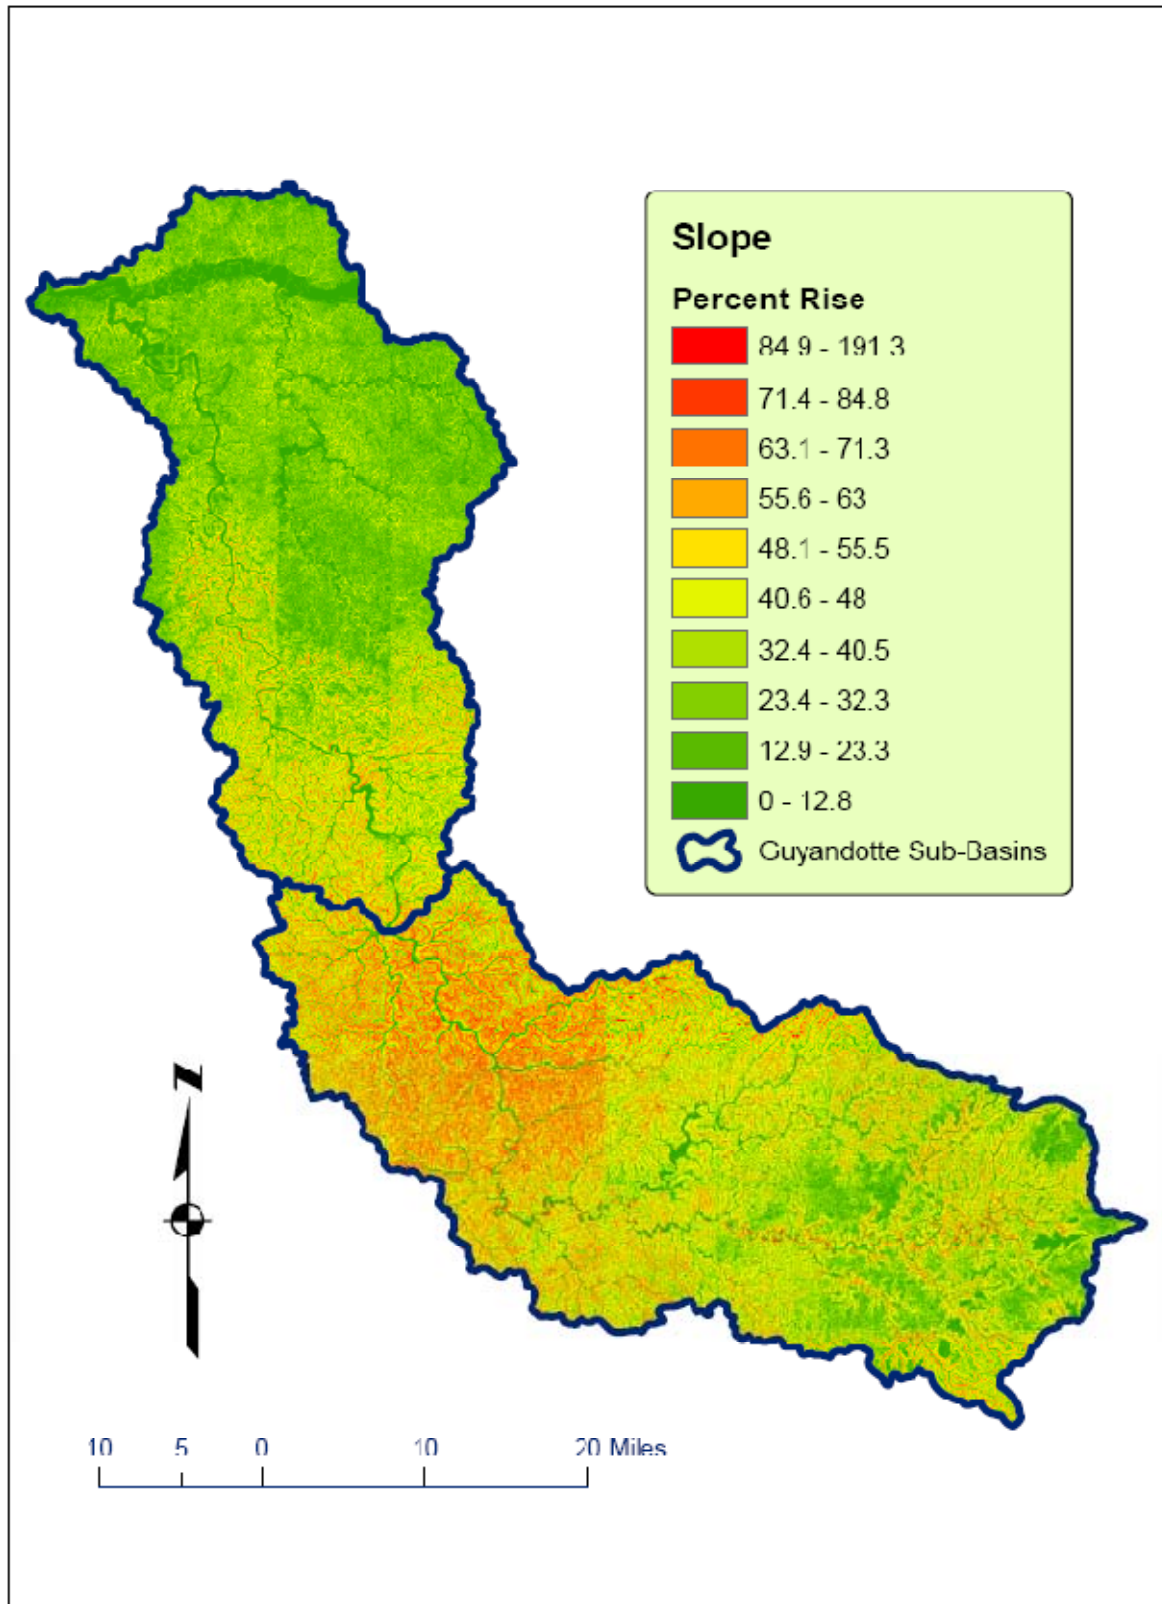 Slope
Percent Rise
84.9 - 191.3
71.4 - 84.8
63.1 - 71.3
55.6 - 63
48.1 - 55.5
40.6 - 48
32.4 - 40.5
23.4 - 32.3
12.9 - 23.3
0 - 12.8
Guyandotte Sub-Basins
N
10 5 0 10 20 Miles